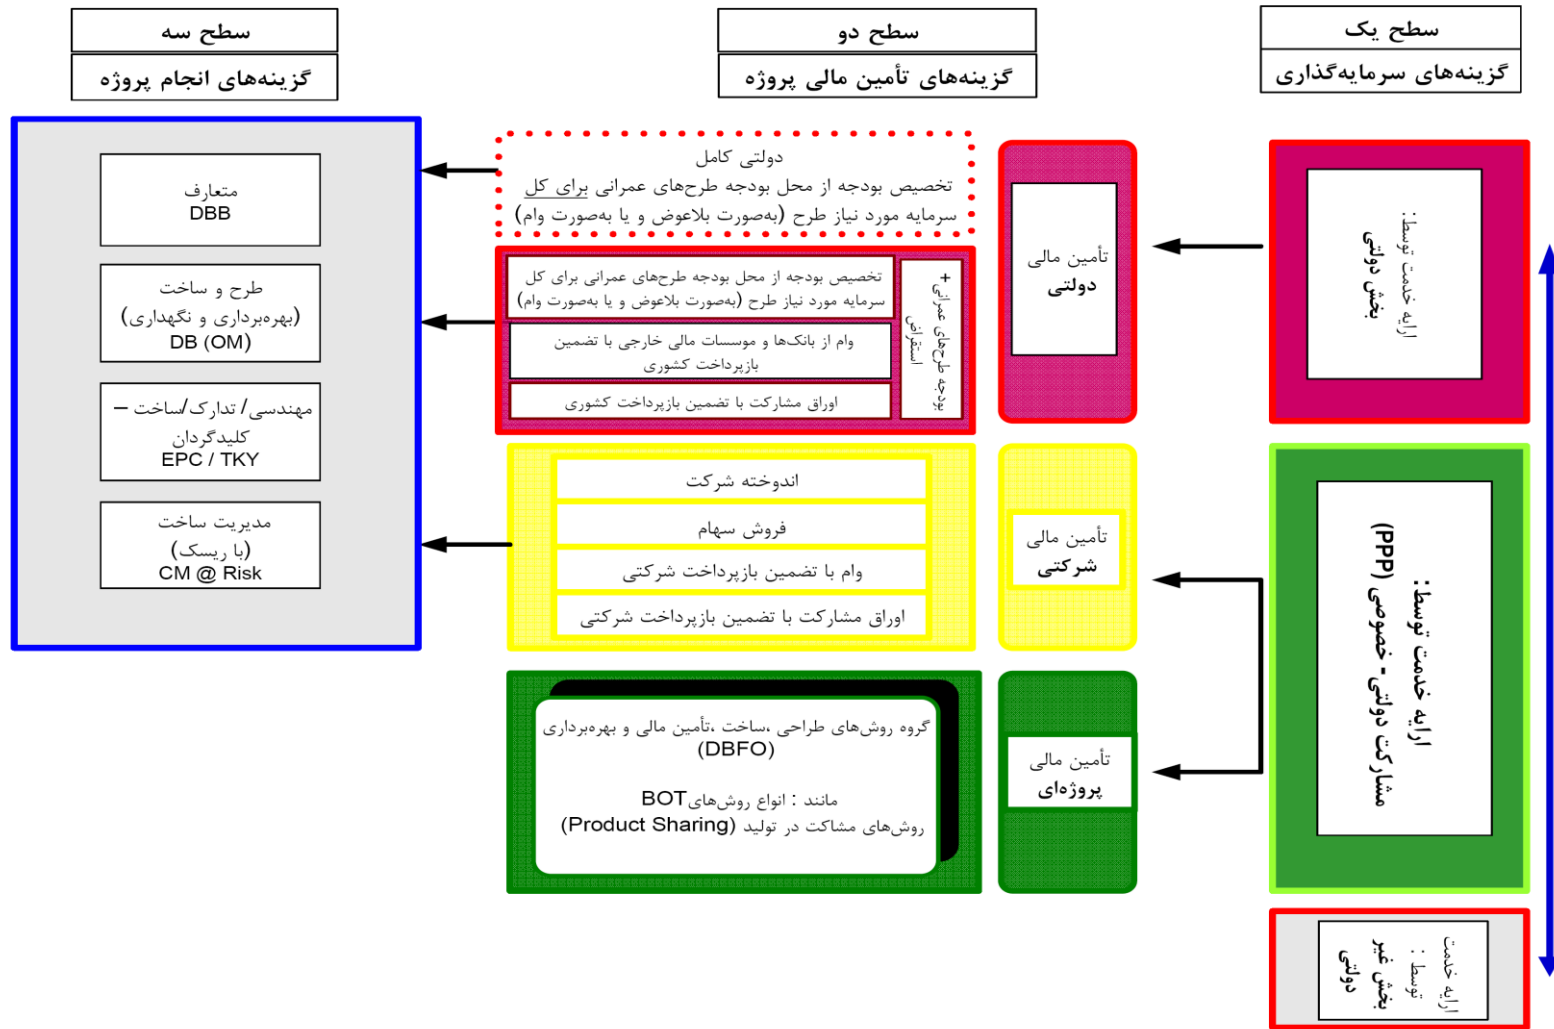 سطح یک
گزینه‌های سرمایه‌گذاری
سطح دو
گزینه‌های تأمین مالی پروژه
سطح سه
گزینه‌های انجام پروژه
ارایه خدمت توسط:
بخش دولتی
ارایه خدمت توسط:
مشارکت دولتی - خصوصی (PPP)
ارایه خدمت
توسط :
بخش غیر
دولتی
تأمین مالی
دولتی
دولتی کامل
تخصیص بودجه از محل بودجه طرح‌های عمرانی برای کل
سرمایه مورد نیاز طرح (به‌صورت بلاعوض و یا به‌صورت وام)
بودجه طرح‌های عمرانی +
استقراض
تخصیص بودجه از محل بودجه طرح‌های عمرانی برای کل
سرمایه مورد نیاز طرح (به‌صورت بلاعوض و یا به‌صورت وام)
وام از بانک‌ها و موسسات مالی خارجی با تضمین
بازپرداخت کشوری
اوراق مشارکت با تضمین بازپرداخت کشوری
تأمین مالی
شرکتی
اندوخته شرکت
فروش سهام
وام با تضمین بازپرداخت شرکتی
اوراق مشارکت با تضمین بازپرداخت شرکتی
تأمین مالی
پروژه‌ای
گروه روش‌های طراحی ،ساخت ،تأمین مالی و بهره‌برداری
(DBFO)
مانند : انواع روش‌های BOT
روش‌های مشاکت در تولید (Product Sharing)
متعارف
DBB
طرح و ساخت
(بهره‌برداری و نگهداری)
DB (OM)
مهندسی/ تدارک/ساخت –
کلیدگردان
EPC / TKY
مدیریت ساخت
(با ریسک)
CM @ Risk